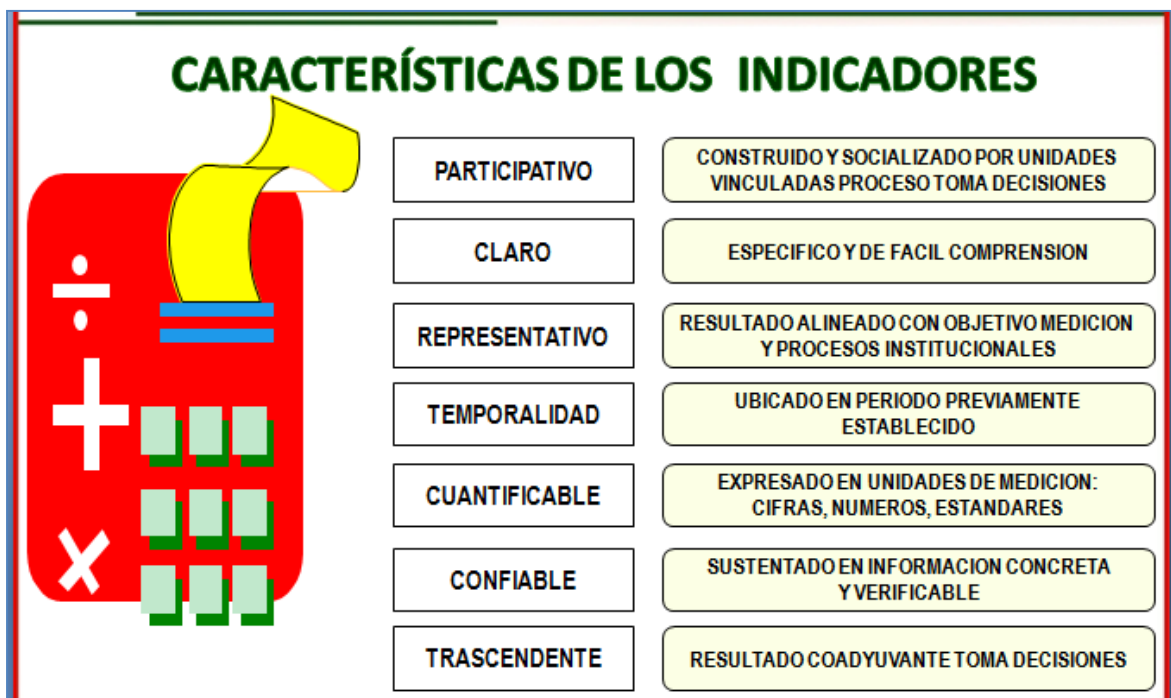 CARACTERÍSTICAS DE LOS INDICADORES
PARTICIPATIVO
CONSTRUIDO Y SOCIALIZADO POR UNIDADES
VINCULADAS PROCESO TOMA DECISIONES
CLARO
ESPECIFICO Y DE FACIL COMPRENSION
REPRESENTATIVO
RESULTADO ALINEADO CON OBJETIVO MEDICION
Y PROCESOS INSTITUCIONALES
TEMPORALIDAD
UBICADO EN PERIODO PREVIAMENTE
ESTABLECIDO
CUANTIFICABLE
EXPRESADO EN UNIDADES DE MEDICION:
CIFRAS, NUMEROS, ESTANDARES
CONFIABLE
SUSTENTADO EN INFORMACION CONCRETA
Y VERIFICABLE
TRASCENDENTE
RESULTADO COADYUVANTE TOMA DECISIONES
÷
+
×